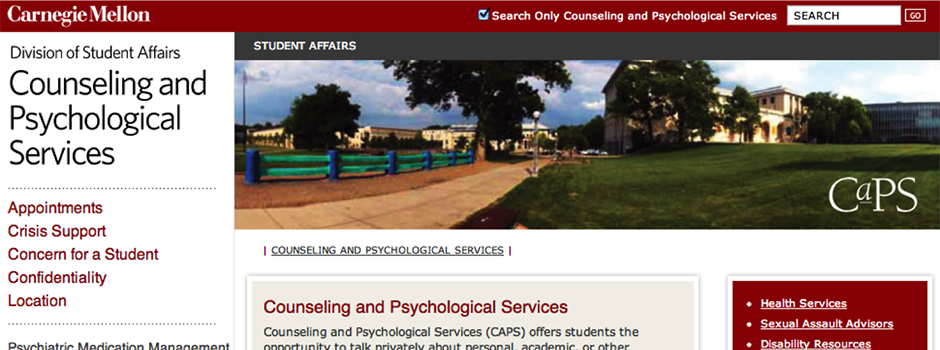 Carnegie Mellon
Search Only Counseling and Psychological Services
SEARCH
GO
Division of Student Affairs
Counseling and
Psychological
Services
Appointments
Crisis Support
Concern for a Student
Confidentiality
Location
Psychiatric Medication Management
STUDENT AFFAIRS
CaPS
| COUNSELING AND PSYCHOLOGICAL SERVICES |
Counseling and Psychological Services
Counseling and Psychological Services (CAPS) offers students the
opportunity to talk privately about personal, academic, or other
Health Services
Sexual Assault Advisors
Disability Resources